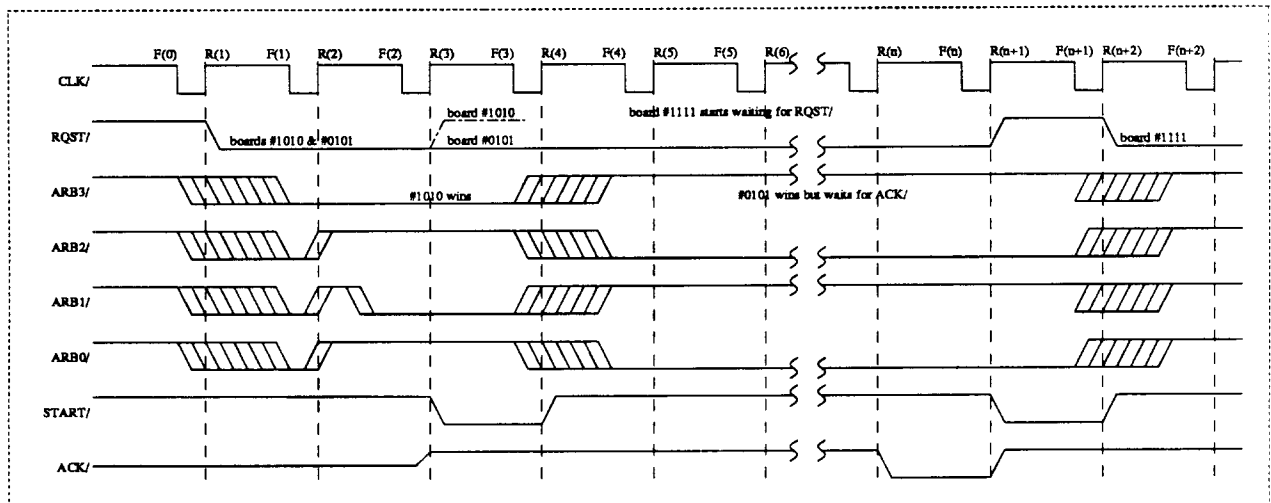 F(0) R(1) F(1) R(2) F(2) R(3) F(3) R(4) F(4) R(5) F(5) R(6) R(n) F(n) R(n+1) F(n+1) R(n+2) F(n+2)
CLK/
board #1010 board #1111 starts waiting for RQST/
RQST/ boards #1010 & #0101 board #0101 board #1111
ARB3/ #1010 wins #0101 wins but waits for ACK/
ARB2/
ARB1/
ARB0/
START/
ACK/